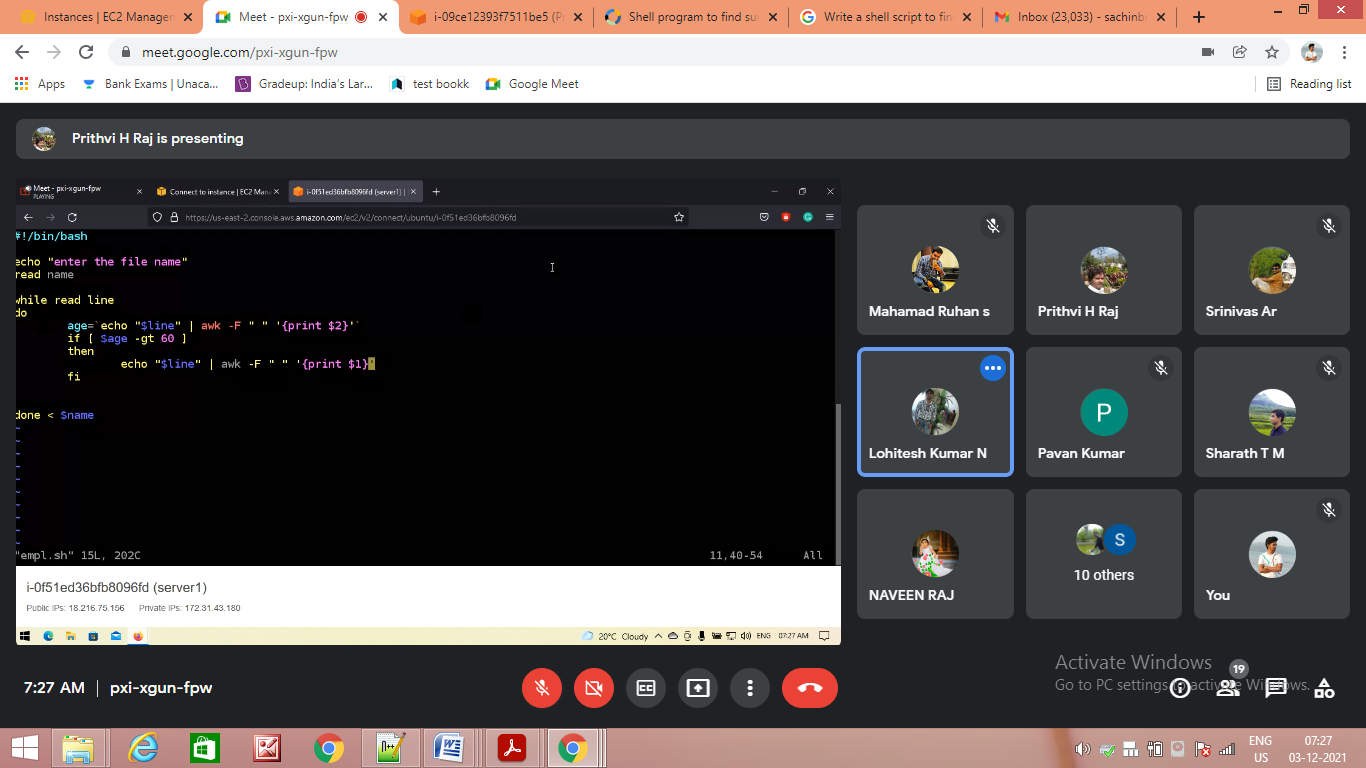 Instances | EC2 Managem
Meet - pxi-xgun-fpw
i-09ce12393f7511be5 (Pr
Shell program to find sum
Write a shell script to fin
Inbox (23,033) - sachinb
meet.google.com/pxi-xgun-fpw
Apps
Bank Exams | Unaca...
Gradeup: India's Lar...
test bookk
Google Meet
Reading list
Prithvi H Raj is presenting
Meet - pxi-xgun-fpw
PLAYING
Connect to instance | EC2 Man
i-0f51ed36bfb8096fd (server1) |
https://us-east-2.console.aws.amazon.com/ec2/v2/connect/ubuntu/i-0f51ed36bfb8096fd
#!/bin/bash
echo "enter the file name"
read name
while read line
do
age=`echo "$line" | awk -F " " '{print $2}'`
if [ $age -gt 60 ]
then
echo "$line" | awk -F " " '{print $1}'
fi
done < $name
~
~
~
~
~
~
~
~
~
"empl.sh" 15L, 202C 11,40-54 All
i-0f51ed36bfb8096fd (server1)
Public IPs: 18.216.75.156 Private IPs: 172.31.43.180
20°C Cloudy ENG 07:27 AM
Mahamad Ruhan s
Prithvi H Raj
Srinivas Ar
Lohitesh Kumar N
P
Pavan Kumar
Sharath T M
NAVEEN RAJ
S
10 others
You
7:27 AM | pxi-xgun-fpw
19
Activate Windows
Go to PC settings to activate Windows.
ENG
US
07:27
03-12-2021